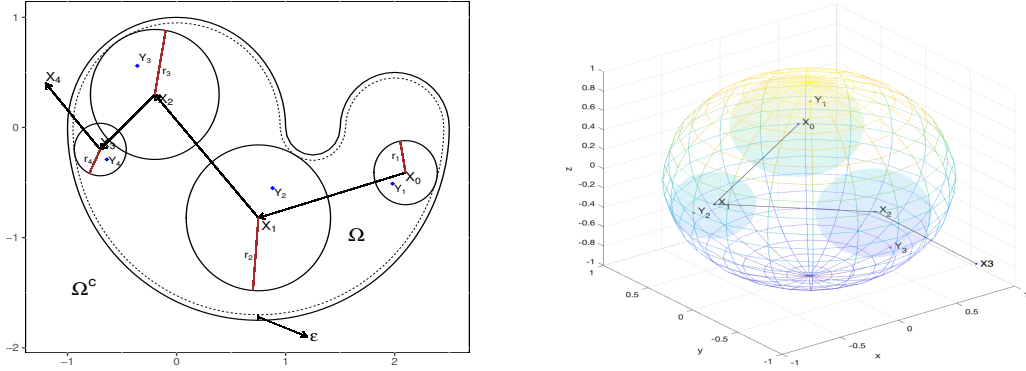 1
0
−1
−2
−1
0
1
2
X₄
Y₃
r₃
X₂
X₃
r₄
Y₄
r₁
X₀
Y₁
Y₂
X₁
r₂
Ω
Ωᶜ
ε
1
0.8
0.6
0.4
0.2
0
-0.2
-0.4
-0.6
-0.8
-1
z
1
0.5
0
-0.5
-1
y
-1
-0.5
0
0.5
1
x
Y₁
X₀
X₁
Y₂
X₂
Y₃
X3